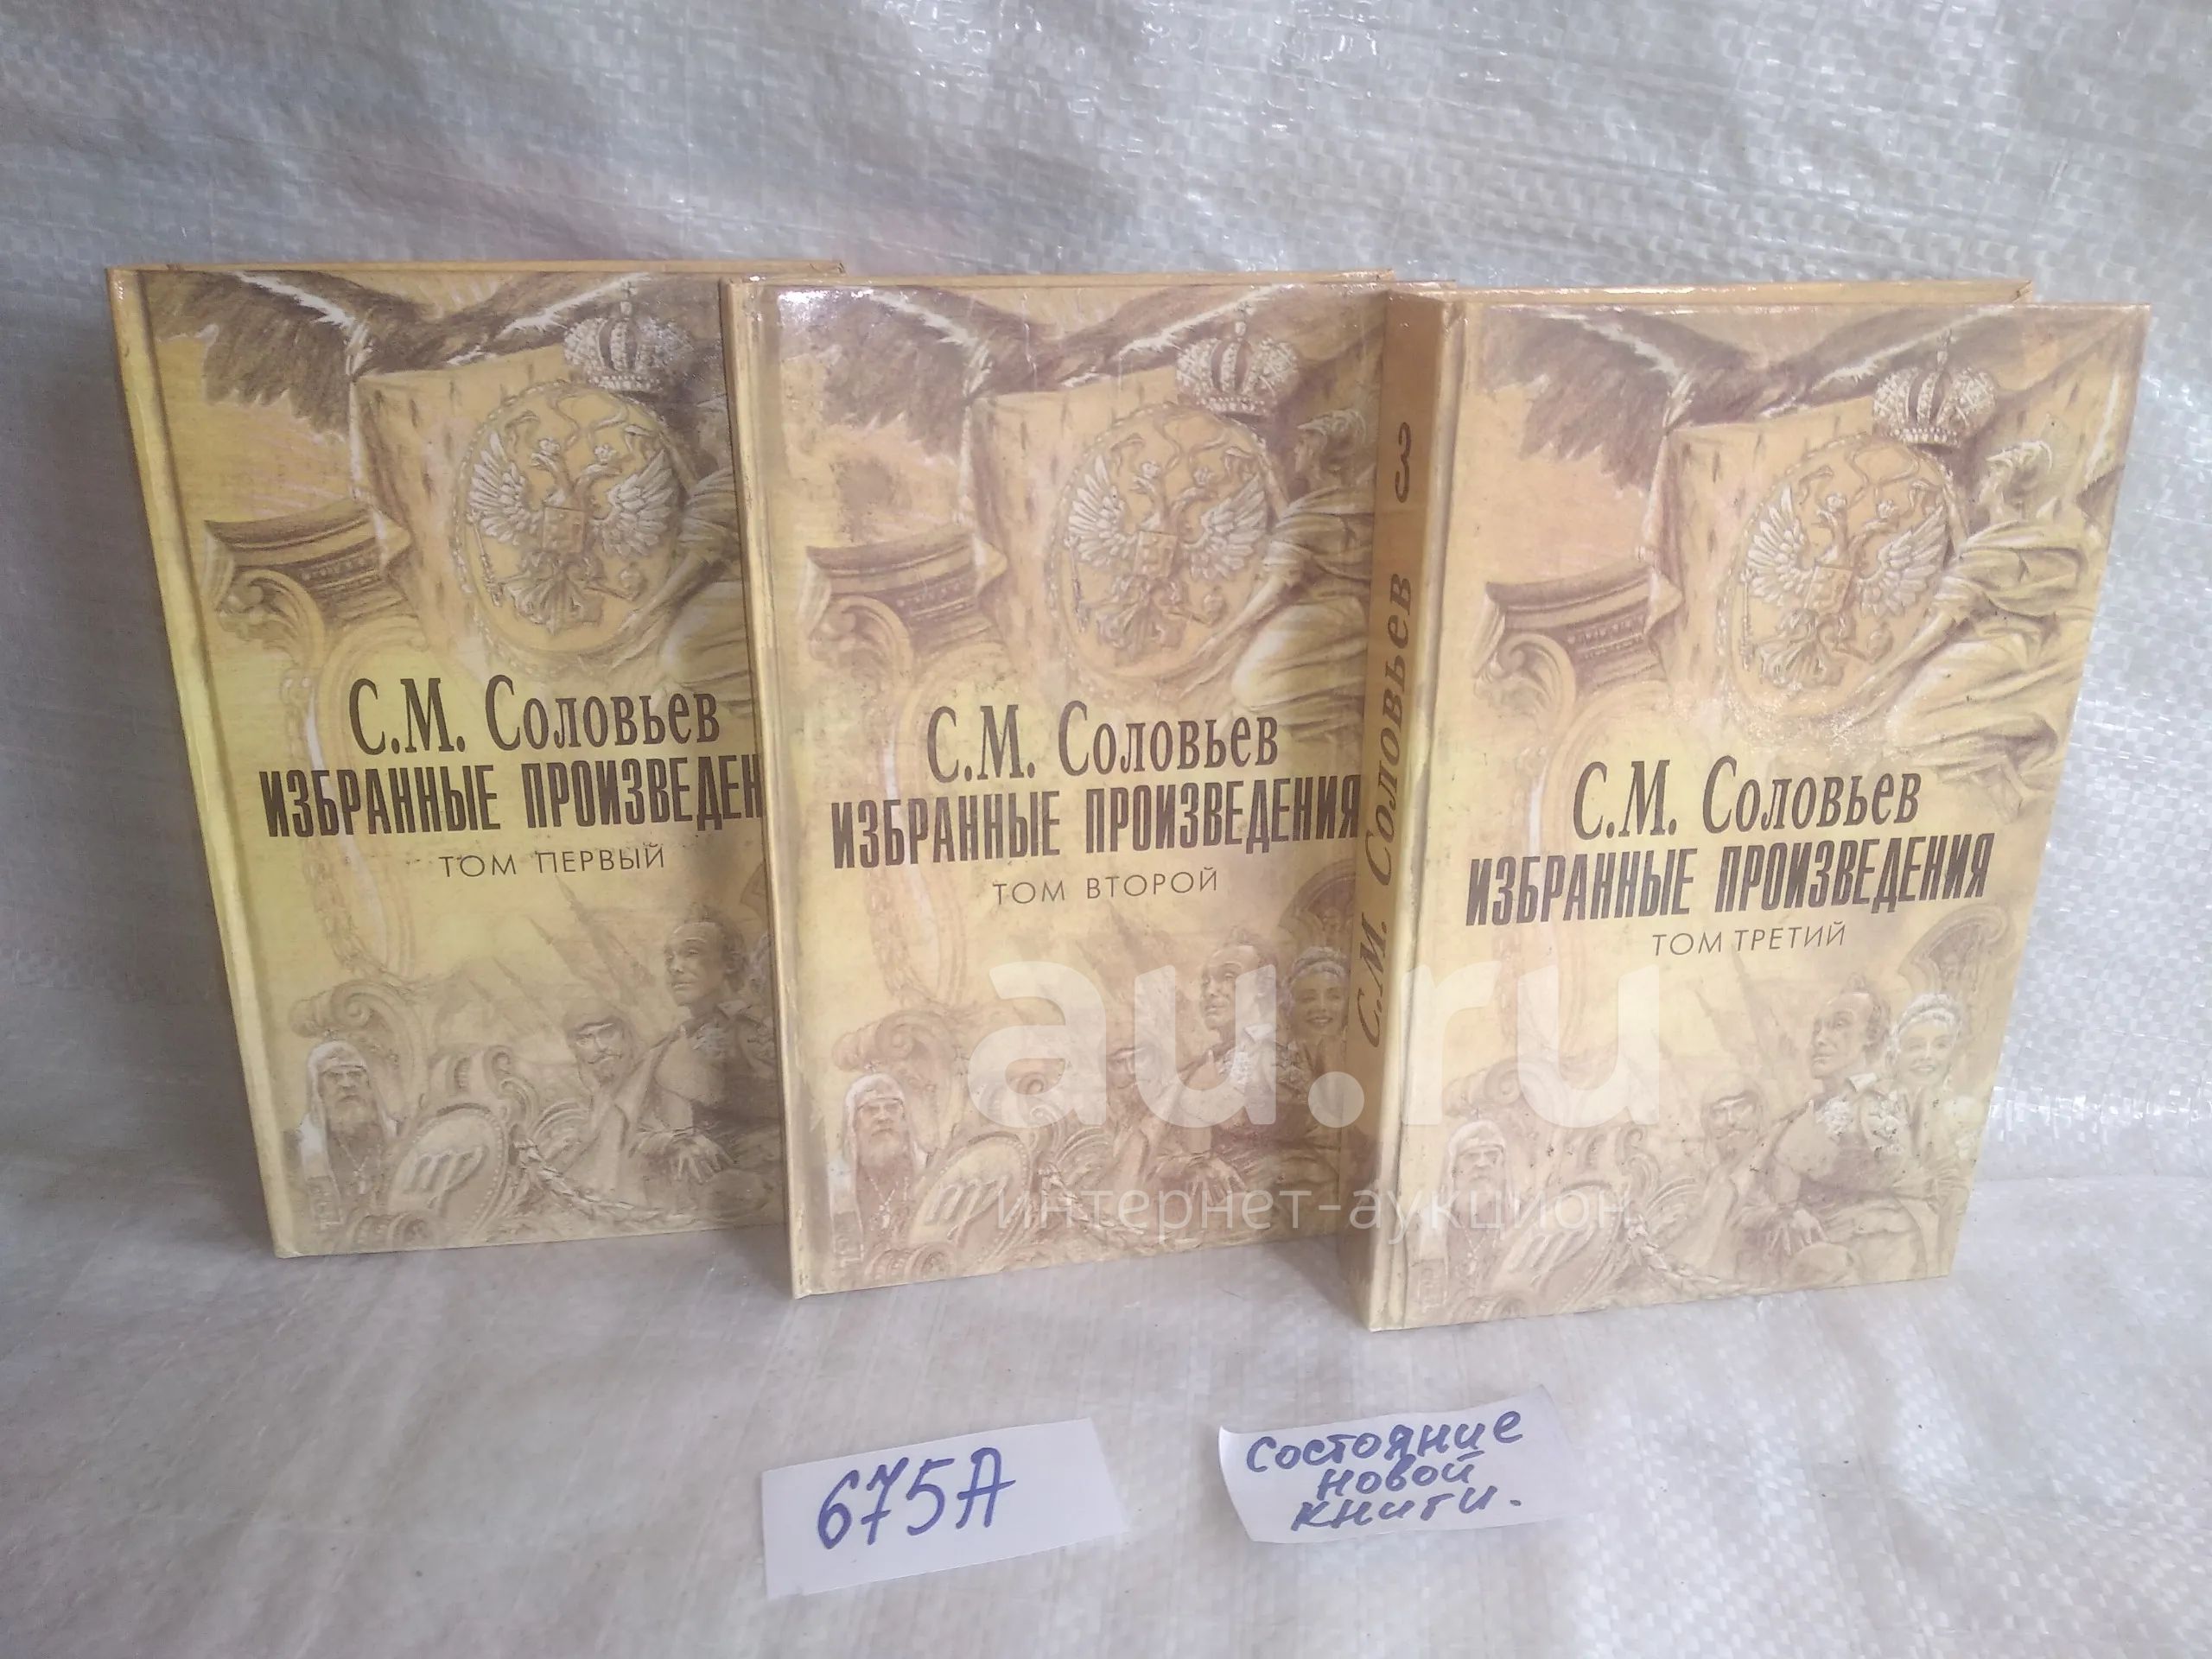 С.М. Соловьев
ИЗБРАННЫЕ ПРОИЗВЕДЕН
ТОМ ПЕРВЫЙ
С.М. Соловьев
ИЗБРАННЫЕ ПРОИЗВЕДЕНИЯ
ТОМ ВТОРОЙ
С.М. Соловьев 3
С.М. Соловьев
ИЗБРАННЫЕ ПРОИЗВЕДЕНИЯ
ТОМ ТРЕТИЙ
au.ru
интернет-аукцион
675А
Состояние
новой
книги.